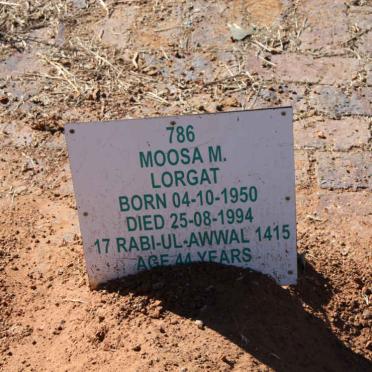 786
MOOSA M.
LORGAT
BORN 04-10-1950
DIED 25-08-1994
17 RABI-UL-AWWAL 1415
AGE 44 YEARS